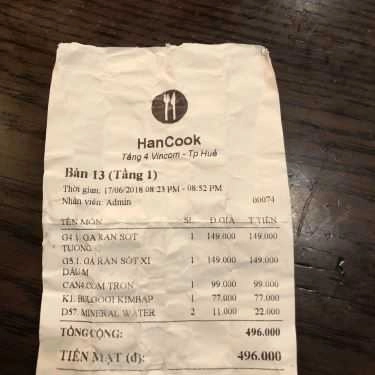 HanCook
Tầng 4 Vincom - Tp Huế
Bàn 13 (Tầng 1)
Thời gian: 17/06/2018 08:23 PM - 08:52 PM
Nhân viên: Admin 00074
TÊN MÓN SL Đ.GIÁ T.TIỀN
G4.1. GÀ RÁN SỐT 1 149.000 149.000
TƯƠNG
G5.1. GÀ RÁN SỐT XÌ 1 149.000 149.000
DẦU M
CAN4 CƠM TRỘN 1 99.000 99.000
K1. BULGOGI KIMBAP 1 77.000 77.000
D57. MINERAL WATER 2 11.000 22.000
TỔNG CỘNG: 496.000
TIỀN MẶT (đ): 496.000